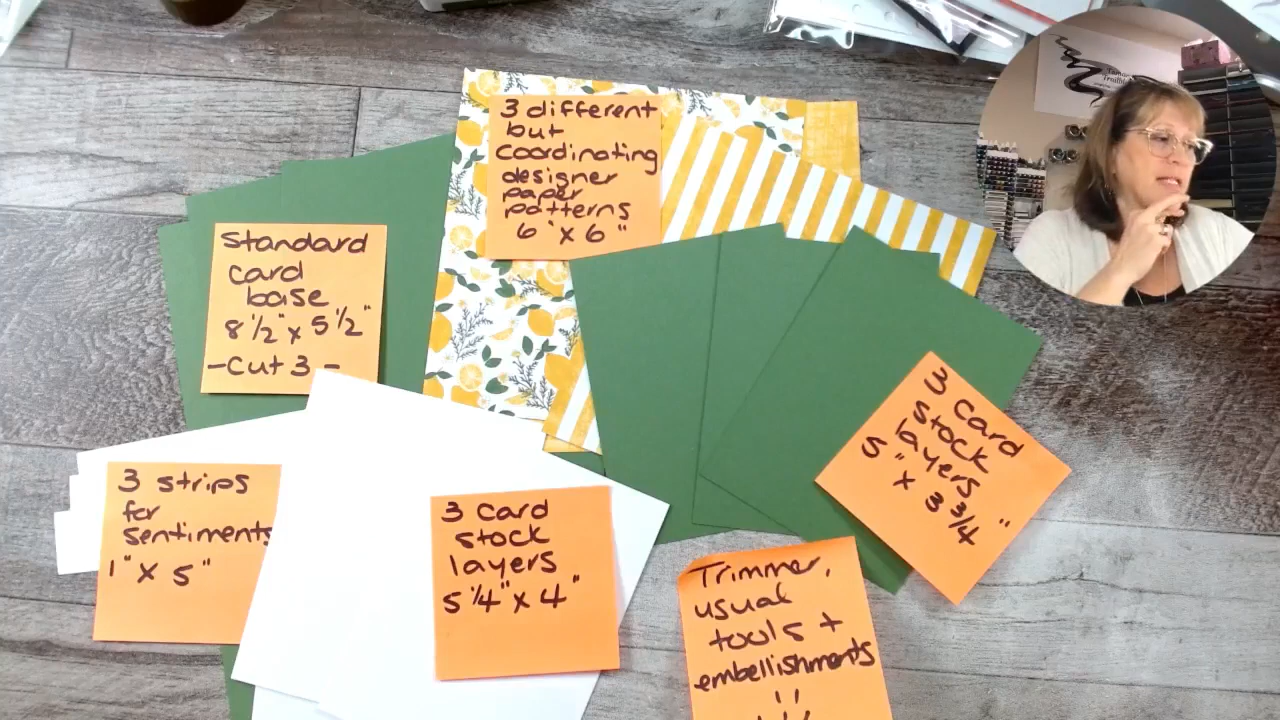 3 different
but
coordinating
designer
paper
patterns
6" x 6"
standard
card
base
8 1/2" x 5 1/2"
- Cut 3 -
3 card
stock
layers
5" x 3 3/4"
3 strips
for
sentiments
1" x 5"
3 card
stock
layers
5 1/4" x 4"
Trimmer,
usual
tools +
embellishments